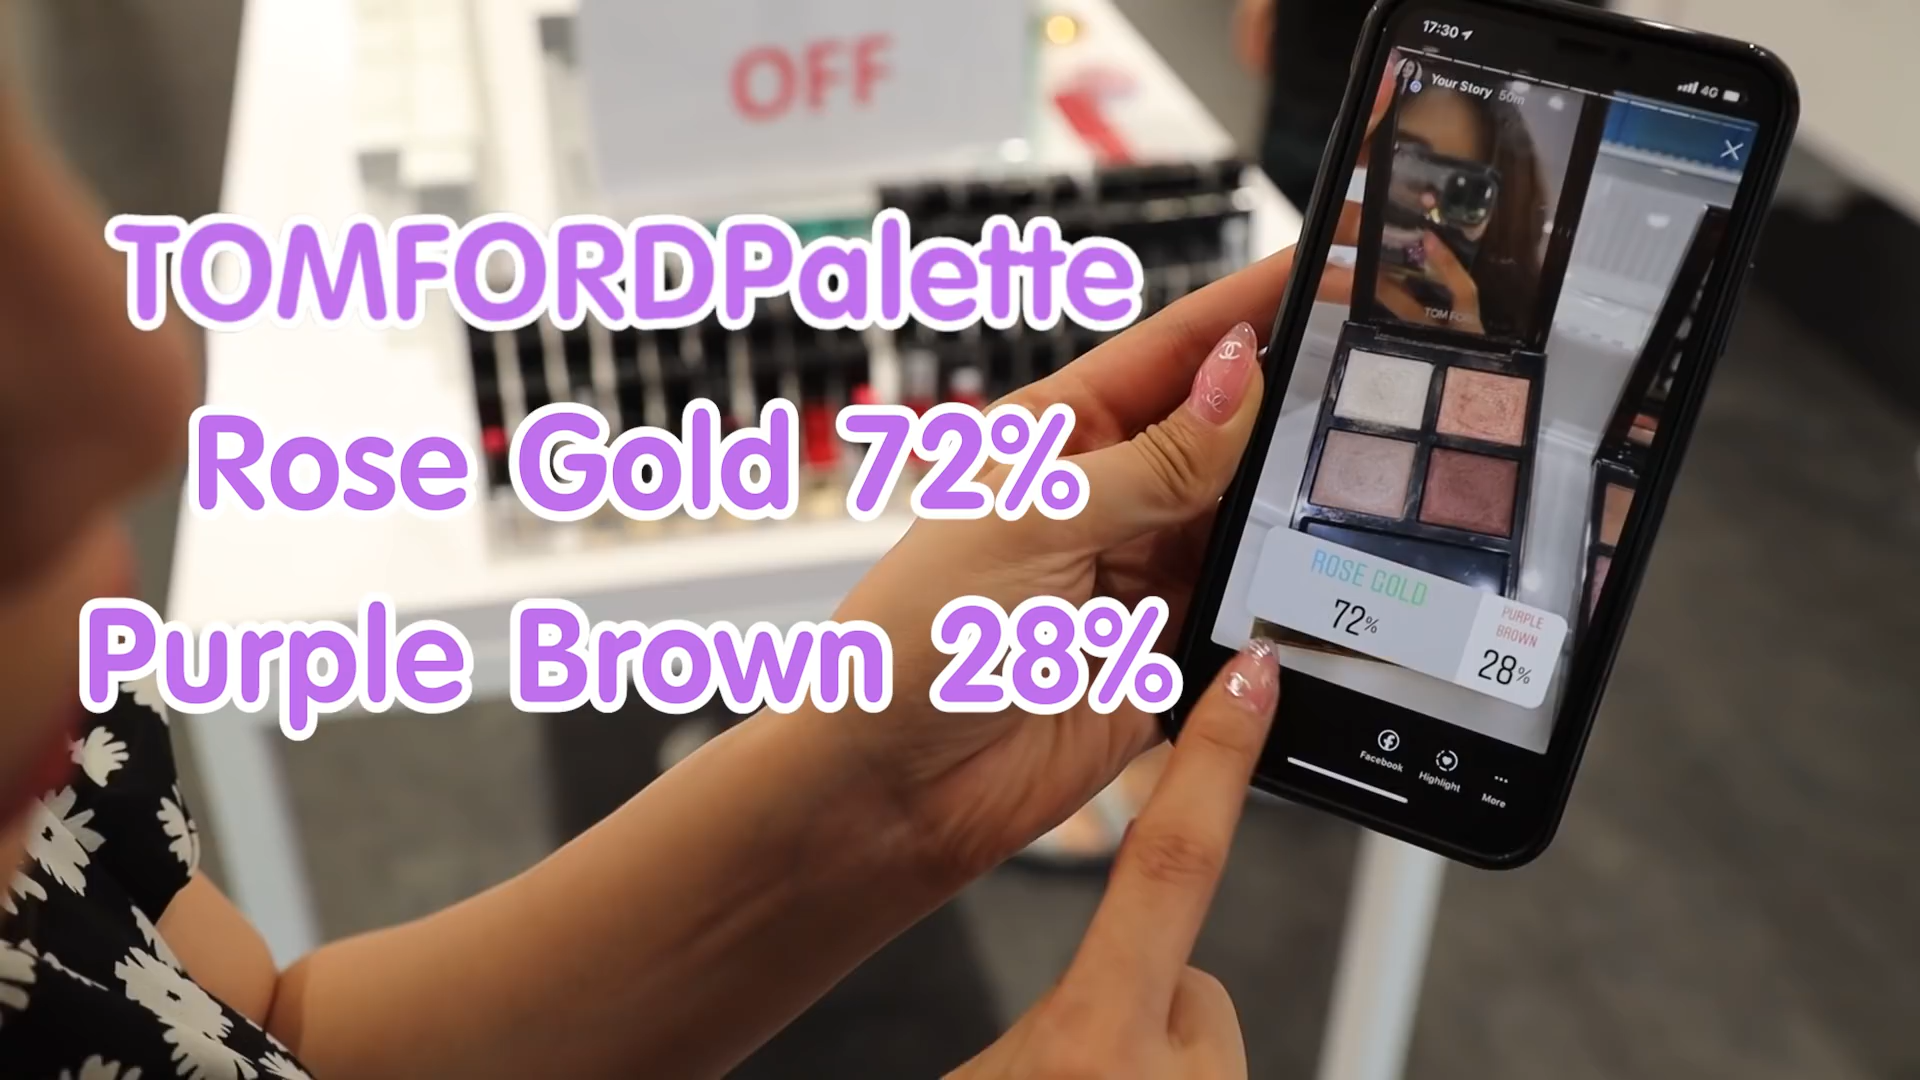 OFF
TOMFORDPalette
Rose Gold 72%
Purple Brown 28%
17:30
4G
Your Story 50m
ROSE GOLD
72%
PURPLE
BROWN
28%
Facebook
Highlight
More